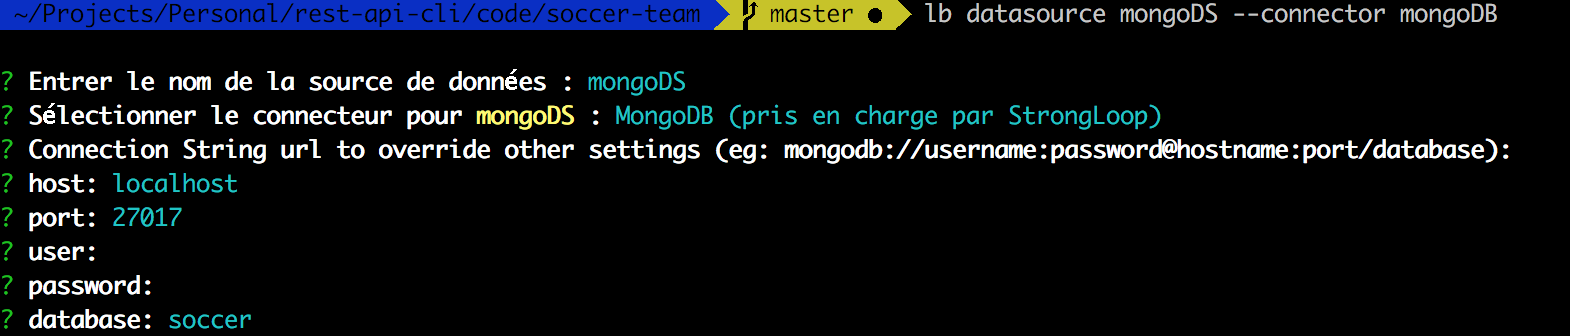 ~/Projects/Personal/rest-api-cli/code/soccer-team master ● lb datasource mongoDS --connector mongoDB
? Entrer le nom de la source de données : mongoDS
? Sélectionner le connecteur pour mongoDS : MongoDB (pris en charge par StrongLoop)
? Connection String url to override other settings (eg: mongodb://username:password@hostname:port/database):
? host: localhost
? port: 27017
? user:
? password:
? database: soccer